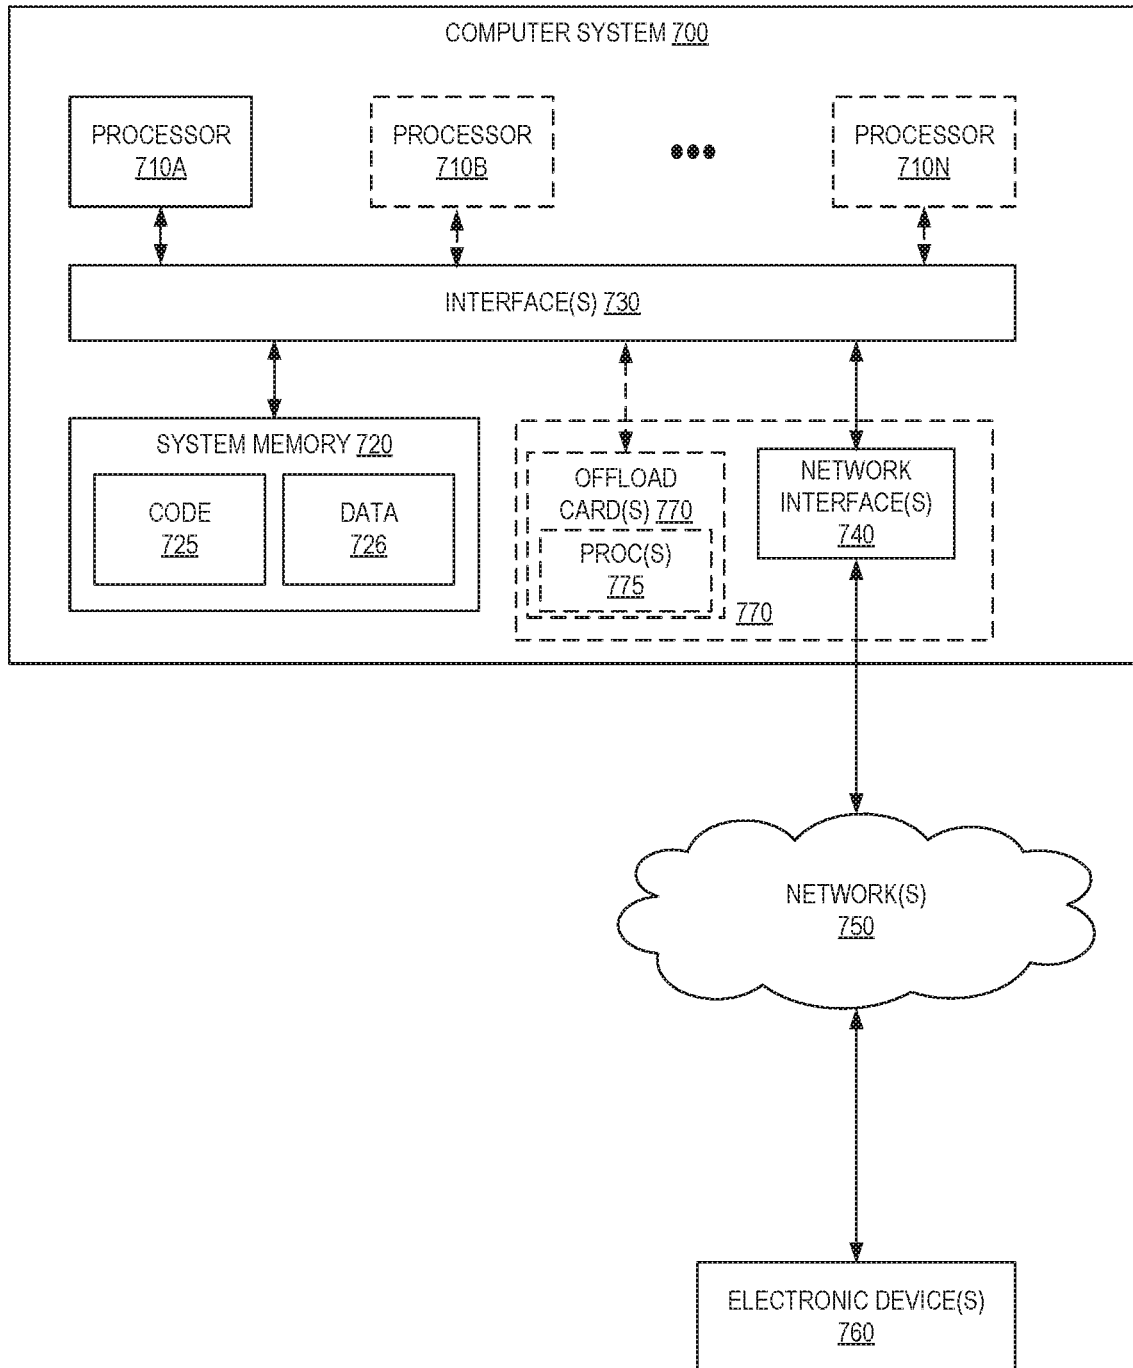 COMPUTER SYSTEM 700
PROCESSOR
710A
PROCESSOR
710B
PROCESSOR
710N
INTERFACE(S) 730
SYSTEM MEMORY 720
CODE
725
DATA
726
OFFLOAD
CARD(S) 770
PROC(S)
775
NETWORK
INTERFACE(S)
740
770
NETWORK(S)
750
ELECTRONIC DEVICE(S)
760